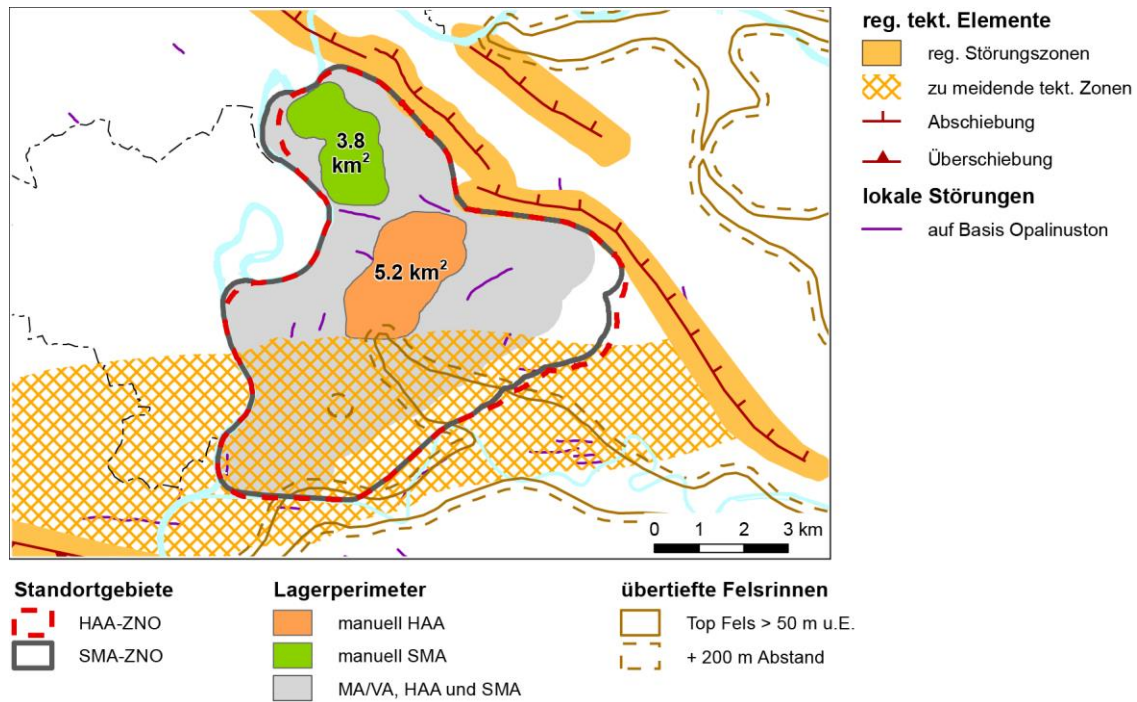 3.8
km²
5.2 km²
0 1 2 3 km
reg. tekt. Elemente
reg. Störungszonen
zu meidende tekt. Zonen
Abschiebung
Überschiebung
lokale Störungen
auf Basis Opalinuston
Standortgebiete
HAA-ZNO
SMA-ZNO
Lagerperimeter
manuell HAA
manuell SMA
MA/VA, HAA und SMA
übertiefte Felsrinnen
Top Fels > 50 m u.E.
+ 200 m Abstand